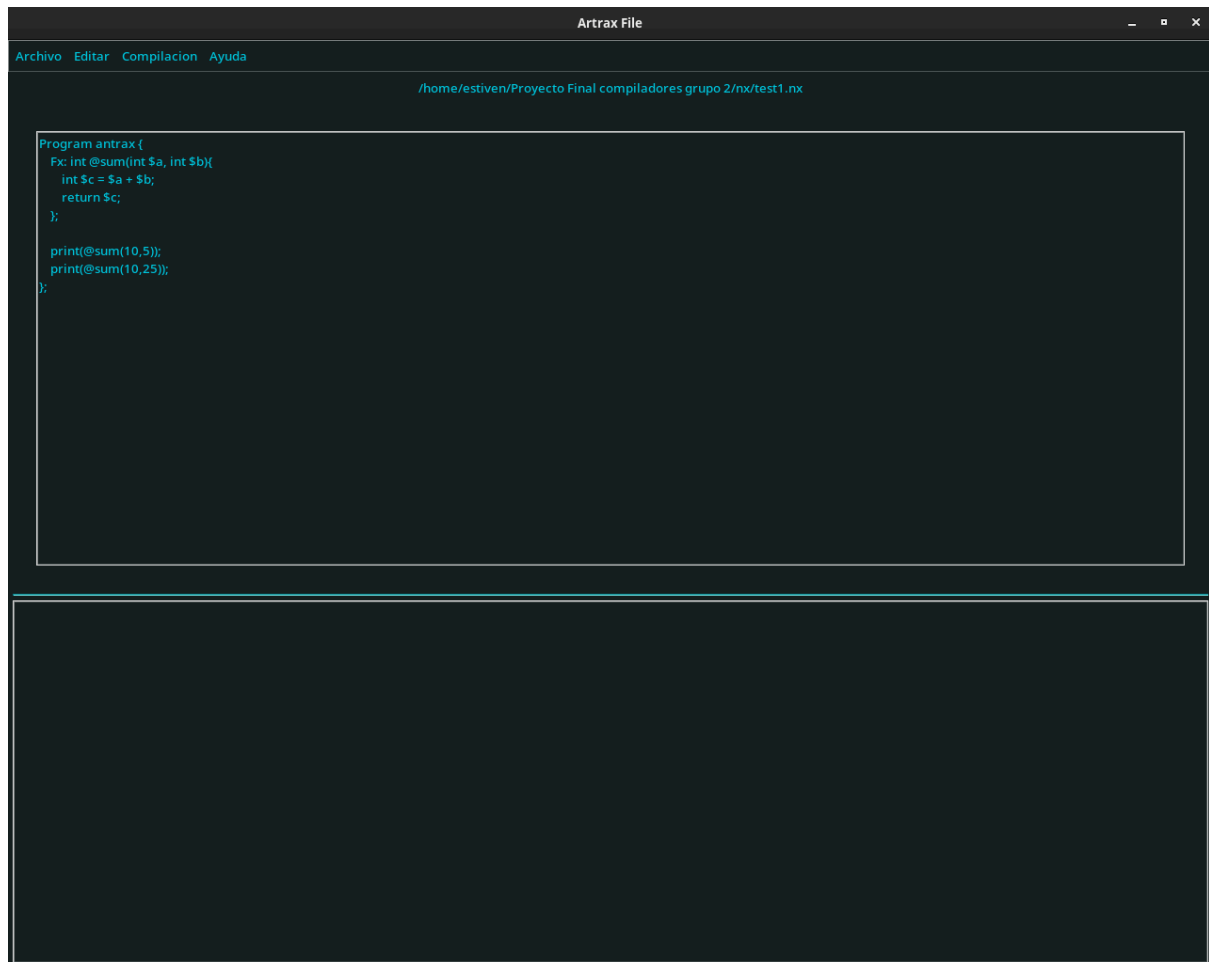 Artrax File
Archivo Editar Compilacion Ayuda
/home/estiven/Proyecto Final compiladores grupo 2/nx/test1.nx
Program antrax {
Fx: int @sum(int $a, int $b){
int $c = $a + $b;
return $c;
};
print(@sum(10,5));
print(@sum(10,25));
};